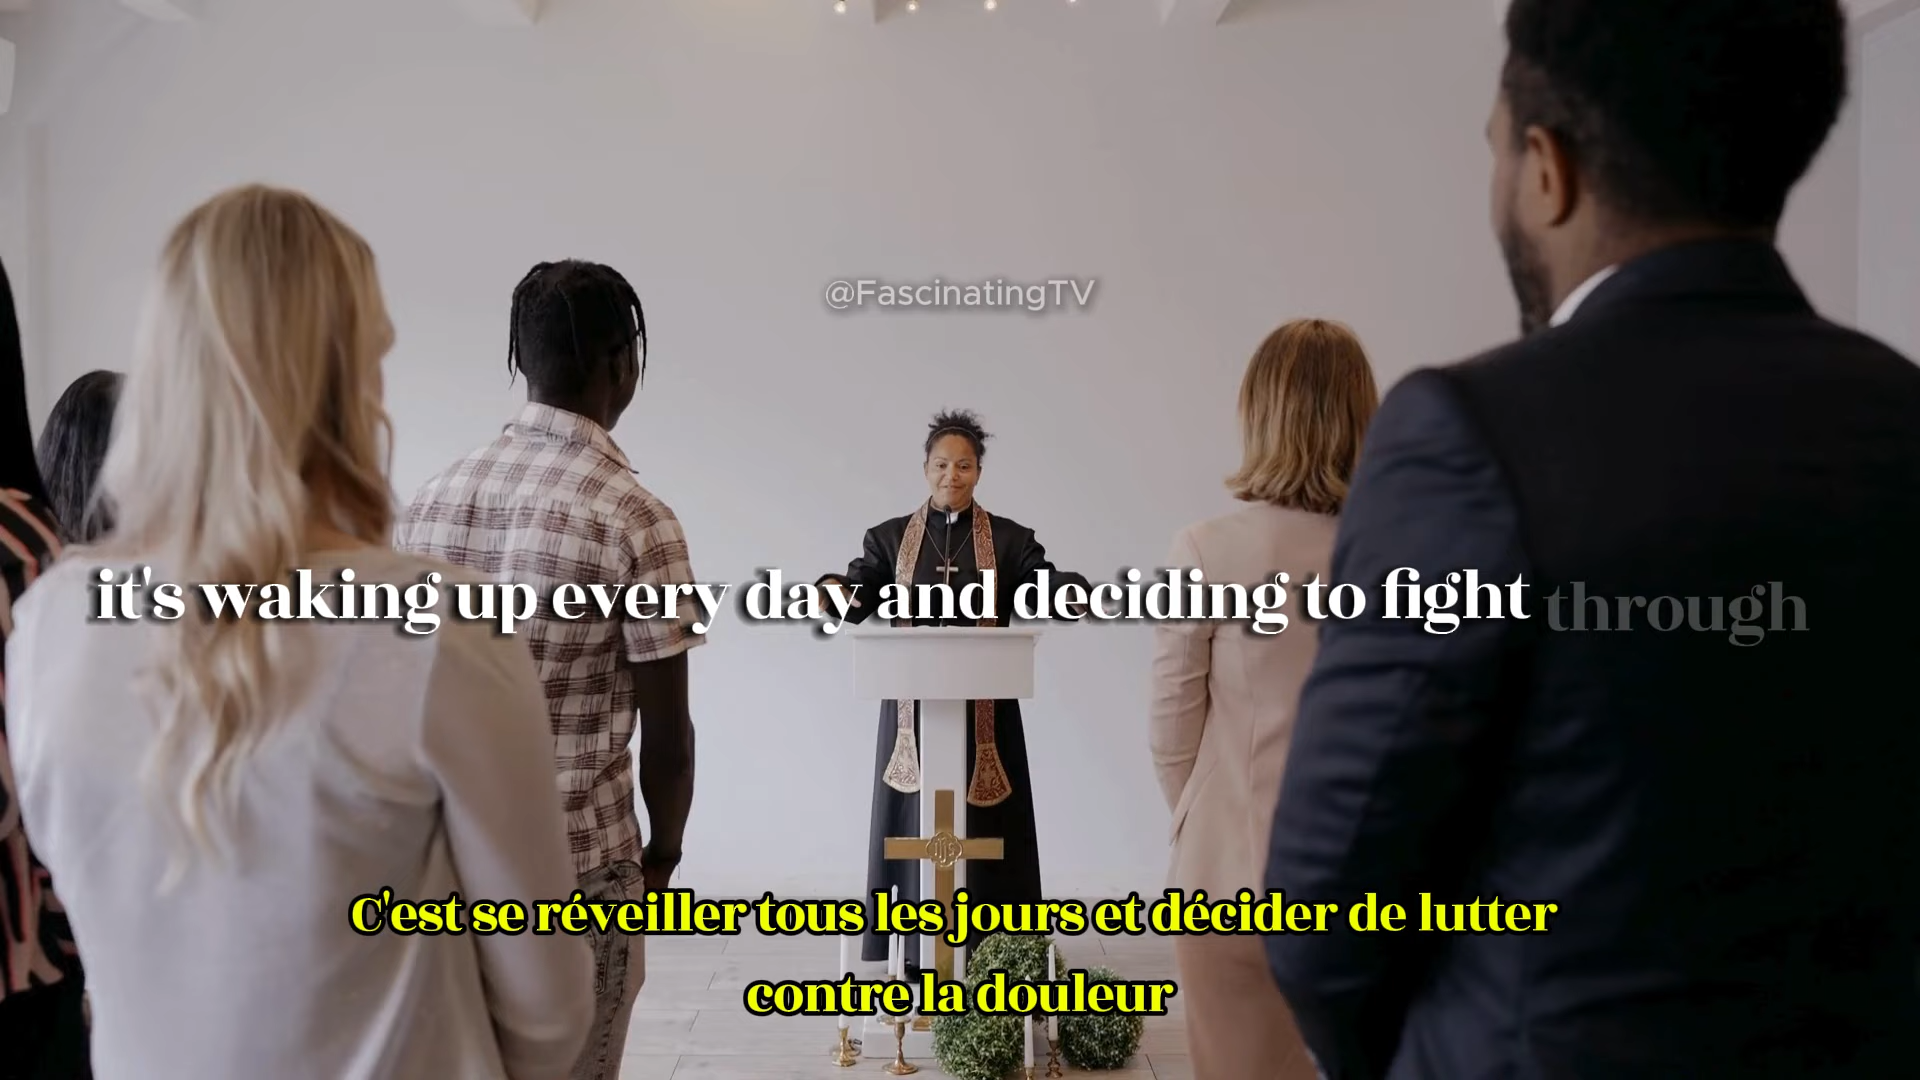 @FascinatingTV
it's waking up every day and deciding to fight through
C'est se réveiller tous les jours et décider de lutter
contre la douleur